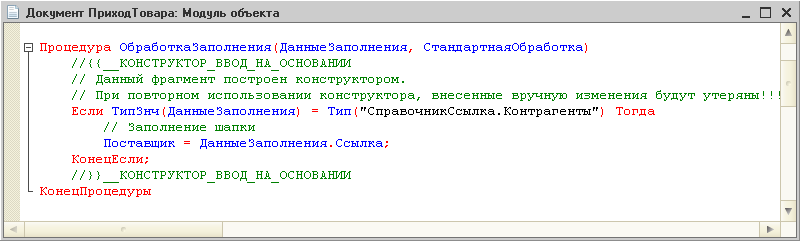 Документ ПриходТовара: Модуль объекта
Процедура ОбработкаЗаполнения(ДанныеЗаполнения, СтандартнаяОбработка)
//{{__КОНСТРУКТОР_ВВОД_НА_ОСНОВАНИИ
// Данный фрагмент построен конструктором.
// При повторном использовании конструктора, внесенные вручную изменения будут утеряны!!!
Если ТипЗнч(ДанныеЗаполнения) = Тип("СправочникСсылка.Контрагенты") Тогда
// Заполнение шапки
Поставщик = ДанныеЗаполнения.Ссылка;
КонецЕсли;
//}}__КОНСТРУКТОР_ВВОД_НА_ОСНОВАНИИ
КонецПроцедуры